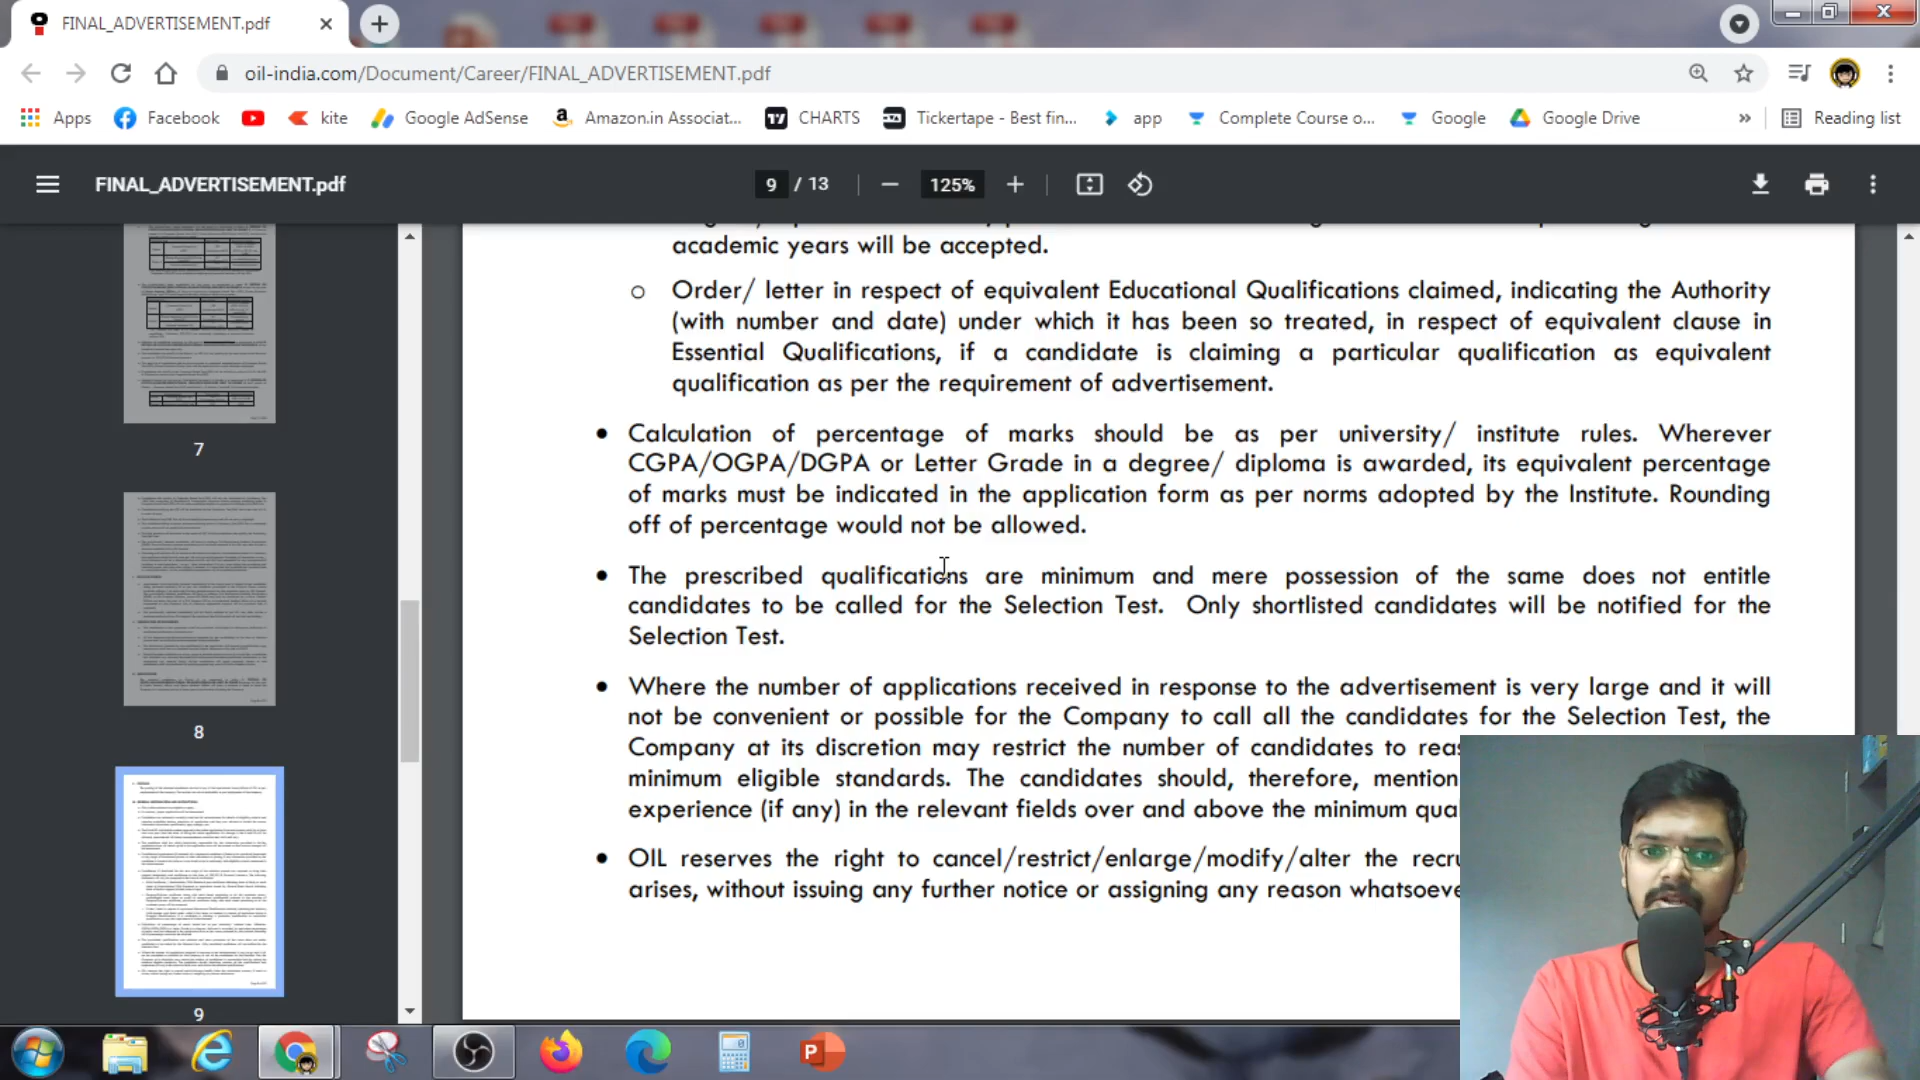 FINAL_ADVERTISEMENT.pdf
oil-india.com/Document/Career/FINAL_ADVERTISEMENT.pdf
Apps Facebook kite Google AdSense Amazon.in Associat... CHARTS Tickertape - Best fin... app Complete Course o... Google Google Drive » Reading list
FINAL_ADVERTISEMENT.pdf 9 / 13 125%
academic years will be accepted.
Order/ letter in respect of equivalent Educational Qualifications claimed, indicating the Authority
(with number and date) under which it has been so treated, in respect of equivalent clause in
Essential Qualifications, if a candidate is claiming a particular qualification as equivalent
qualification as per the requirement of advertisement.
Calculation of percentage of marks should be as per university/ institute rules. Wherever
CGPA/OGPA/DGPA or Letter Grade in a degree/ diploma is awarded, its equivalent percentage
of marks must be indicated in the application form as per norms adopted by the Institute. Rounding
off of percentage would not be allowed.
The prescribed qualifications are minimum and mere possession of the same does not entitle
candidates to be called for the Selection Test. Only shortlisted candidates will be notified for the
Selection Test.
Where the number of applications received in response to the advertisement is very large and it will
not be convenient or possible for the Company to call all the candidates for the Selection Test, the
Company at its discretion may restrict the number of candidates to reas
minimum eligible standards. The candidates should, therefore, mention
experience (if any) in the relevant fields over and above the minimum qua
OIL reserves the right to cancel/restrict/enlarge/modify/alter the recru
arises, without issuing any further notice or assigning any reason whatsoeve
7
8
9